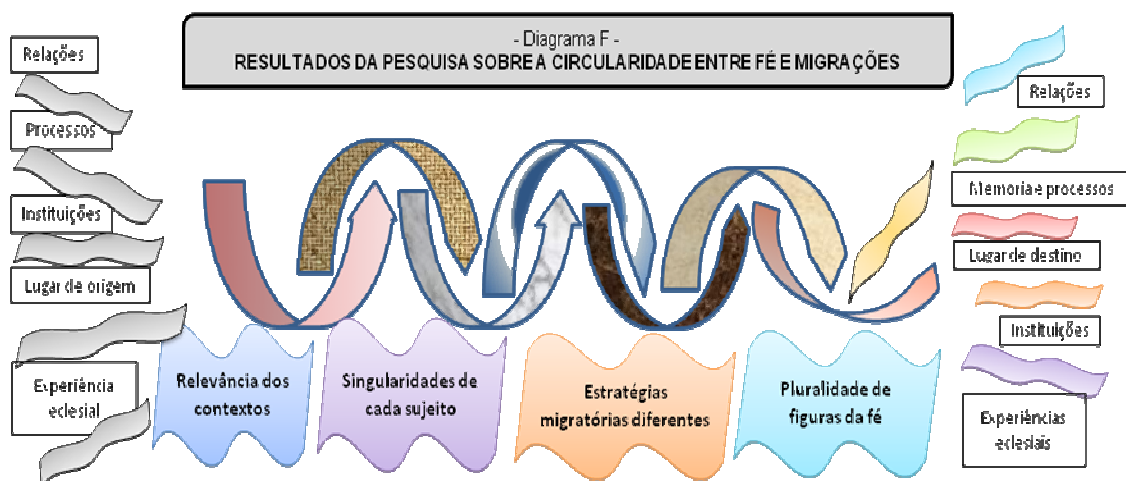 - Diagrama F -
RESULTADOS DA PESQUISA SOBRE A CIRCULARIDADE ENTRE FÉ E MIGRAÇÕES
Relações
Processos
Instituições
Lugar de origem
Experiência
eclesial
Relevância dos
contextos
Singularidades de
cada sujeito
Estratégias
migratórias diferentes
Pluralidade de
figuras da fé
Relações
Memoria e processos
Lugar de destino
Instituições
Experiências
eclesiais